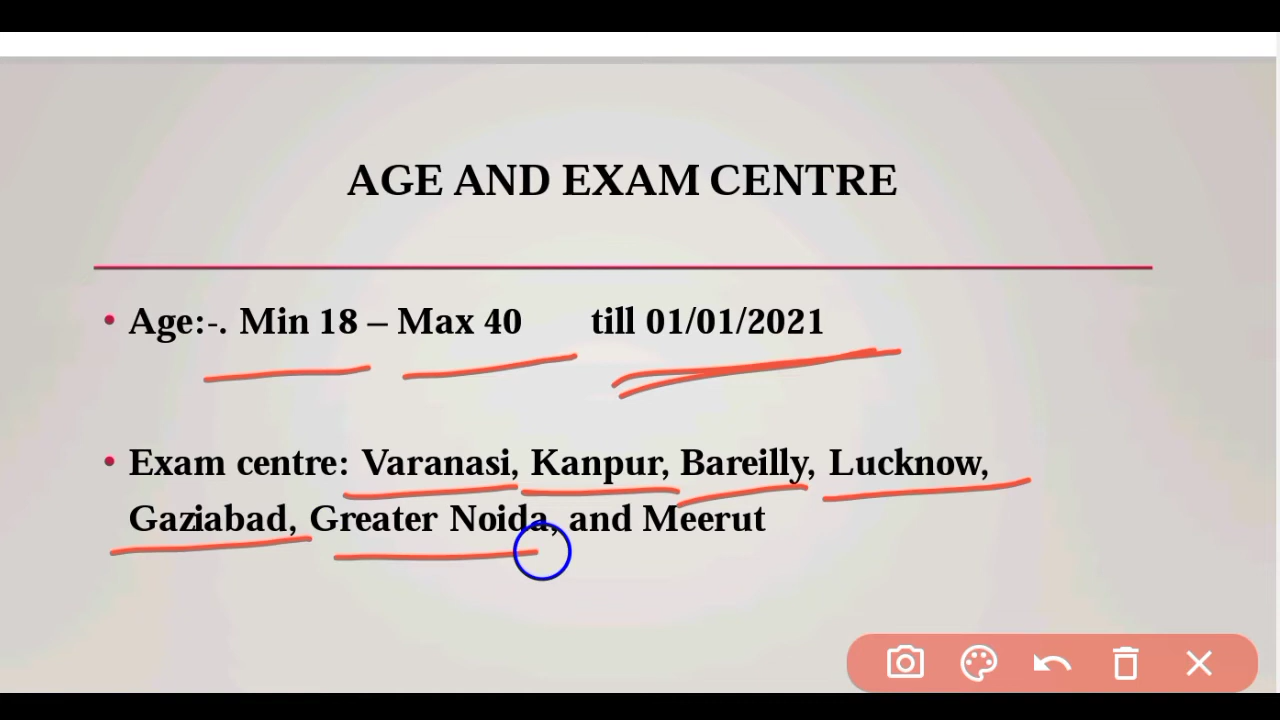 AGE AND EXAM CENTRE
• Age:-. Min 18 – Max 40 till 01/01/2021
• Exam centre: Varanasi, Kanpur, Bareilly, Lucknow,
Gaziabad, Greater Noida, and Meerut